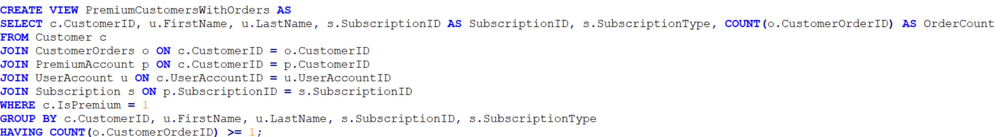 CREATE VIEW PremiumCustomersWithOrders AS
SELECT c.CustomerID, u.FirstName, u.LastName, s.SubscriptionID AS SubscriptionID, s.SubscriptionType, COUNT(o.CustomerOrderID) AS OrderCount
FROM Customer c
JOIN CustomerOrders o ON c.CustomerID = o.CustomerID
JOIN PremiumAccount p ON c.CustomerID = p.CustomerID
JOIN UserAccount u ON c.UserAccountID = u.UserAccountID
JOIN Subscription s ON p.SubscriptionID = s.SubscriptionID
WHERE c.IsPremium = 1
GROUP BY c.CustomerID, u.FirstName, u.LastName, s.SubscriptionID, s.SubscriptionType
HAVING COUNT(o.CustomerOrderID) >= 1;